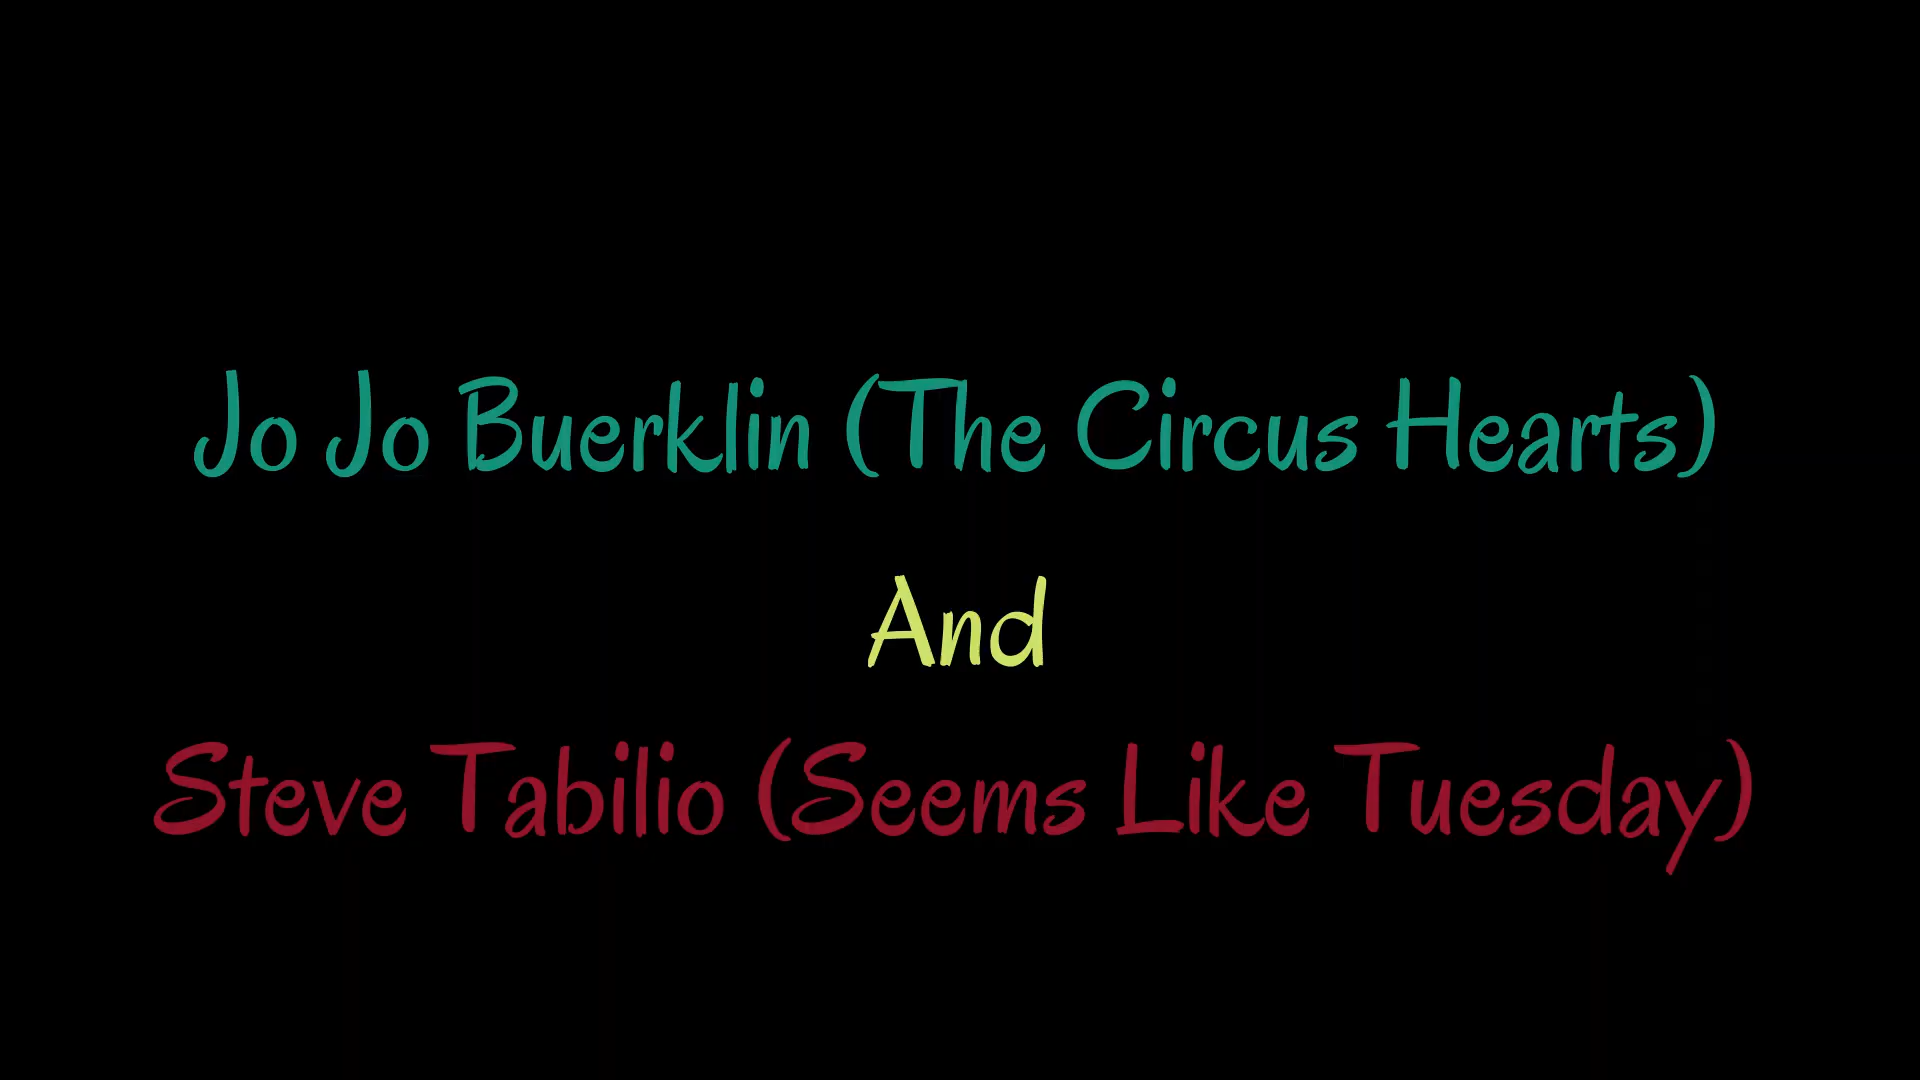 Jo Jo Buerklin (The Circus Hearts)
And
Steve Tabilio (Seems Like Tuesday)